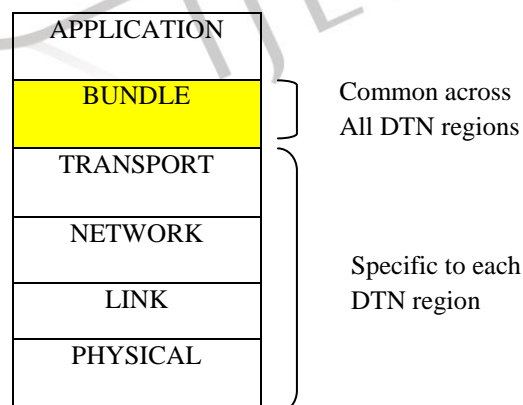 APPLICATION
BUNDLE
Common across
All DTN regions
TRANSPORT
NETWORK
Specific to each
DTN region
LINK
PHYSICAL